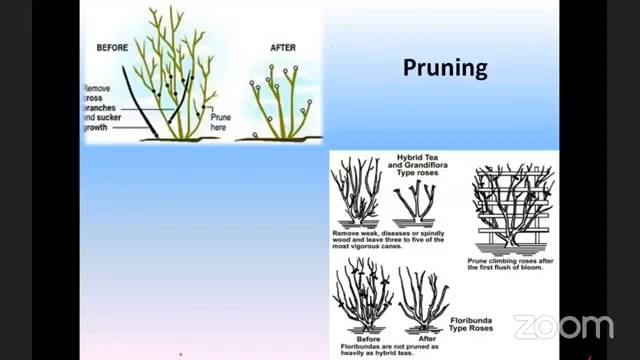 Pruning
BEFORE
AFTER
Remove
cross
branches
and sucker
growth
Prune
here
Hybrid Tea
and Grandiflora
Type roses
Remove weak, diseases or spindly
wood and leave three to five of the
most vigorous canes.
Prune climbing roses after
the first flush of bloom.
Floribunda
Type Roses
Before
After
Floribundas are not pruned as
heavily as hybrid teas.
zoom